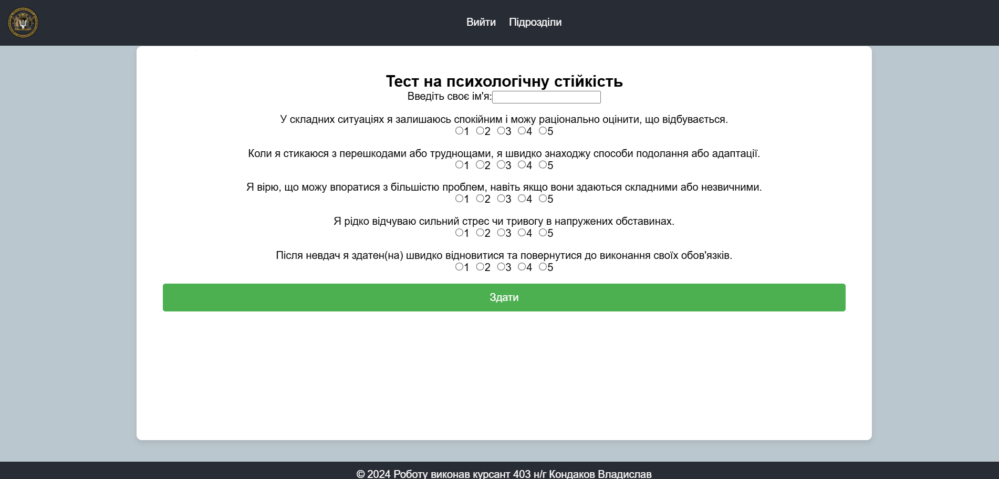 Вийти Підрозділи
Тест на психологічну стійкість
Введіть своє ім'я:
У складних ситуаціях я залишаюсь спокійним і можу раціонально оцінити, що відбувається.
1 2 3 4 5
Коли я стикаюся з перешкодами або труднощами, я швидко знаходжу способи подолання або адаптації.
1 2 3 4 5
Я вірю, що можу впоратися з більшістю проблем, навіть якщо вони здаються складними або незвичними.
1 2 3 4 5
Я рідко відчуваю сильний стрес чи тривогу в напружених обставинах.
1 2 3 4 5
Після невдач я здатен(на) швидко відновитися та повернутися до виконання своїх обов'язків.
1 2 3 4 5
Здати
© 2024 Роботу виконав курсант 403 н/г Кондаков Владислав